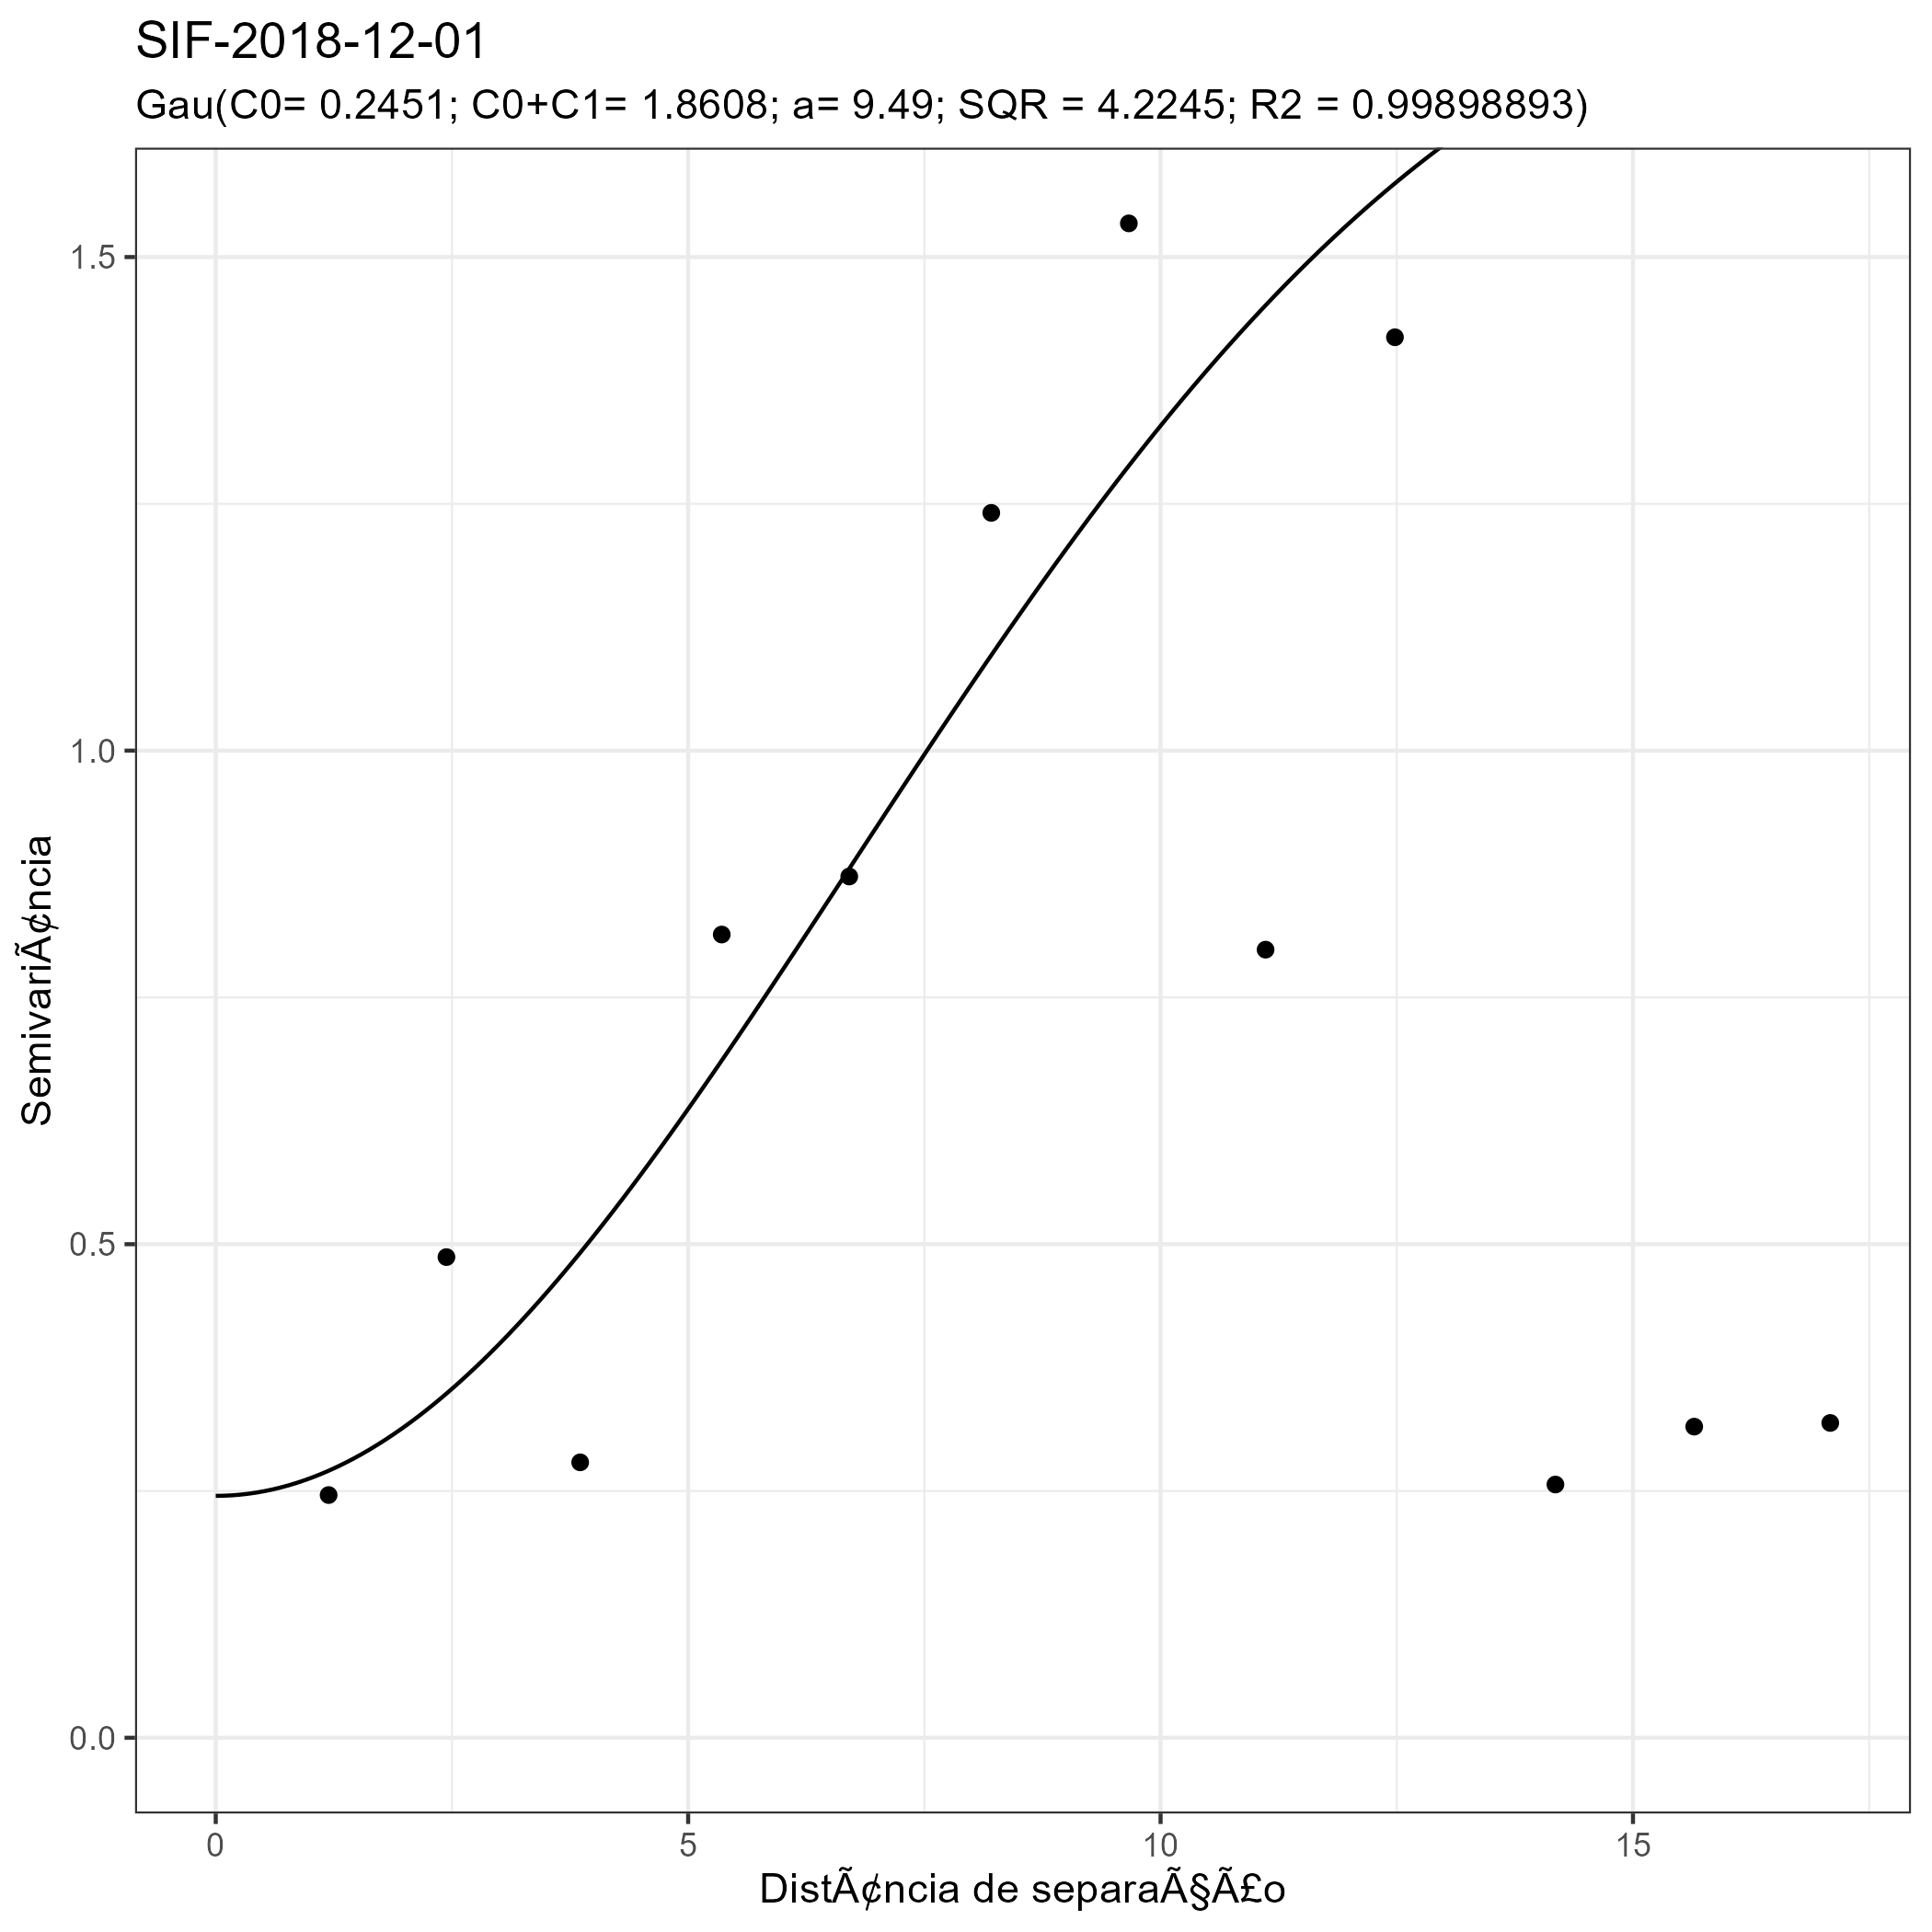 SIF-2018-12-01
Gau(C0= 0.2451; C0+C1= 1.8608; a= 9.49; SQR = 4.2245; R2 = 0.99898893)
SemivariÃ¢ncia
1.5
1.0
0.5
0.0
0 5 10 15
DistÃ¢ncia de separaÃ§Ã£o